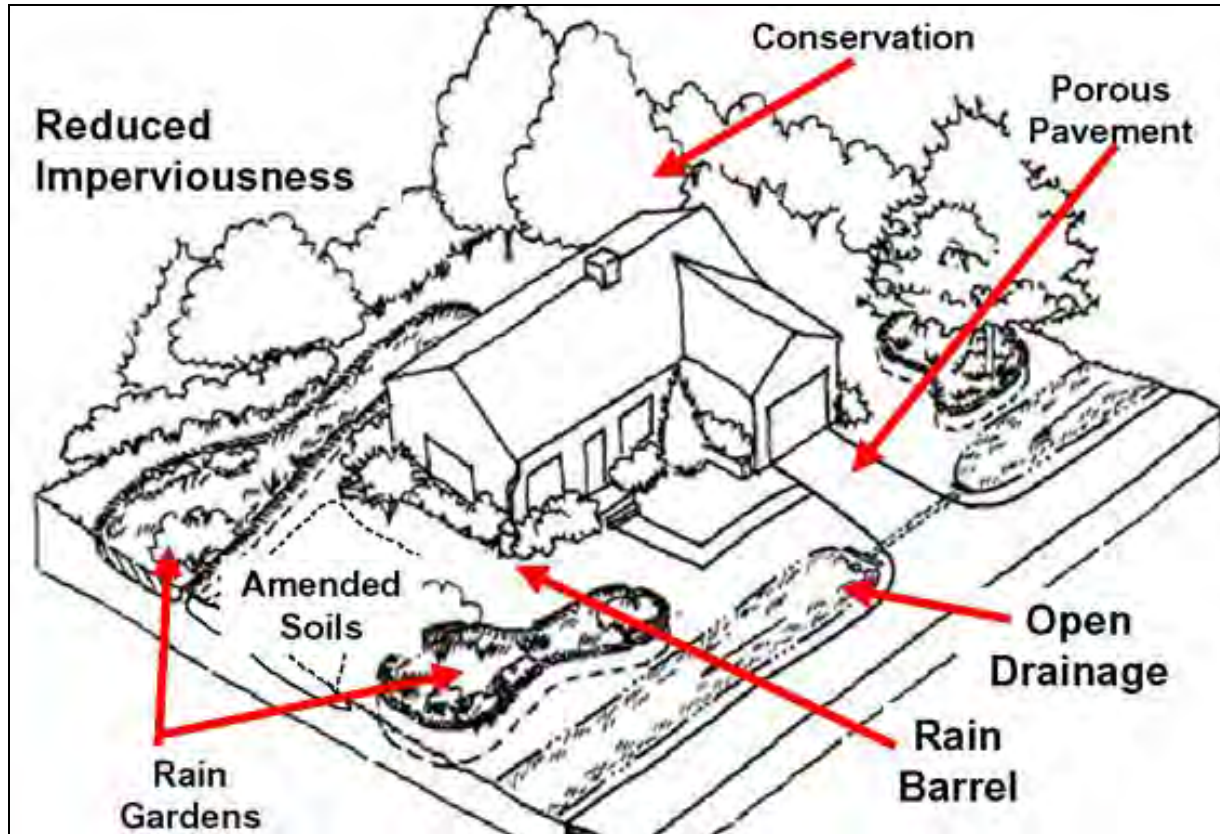 Conservation
Porous
Pavement
Reduced
Imperviousness
Amended
Soils
Open
Drainage
Rain
Barrel
Rain
Gardens